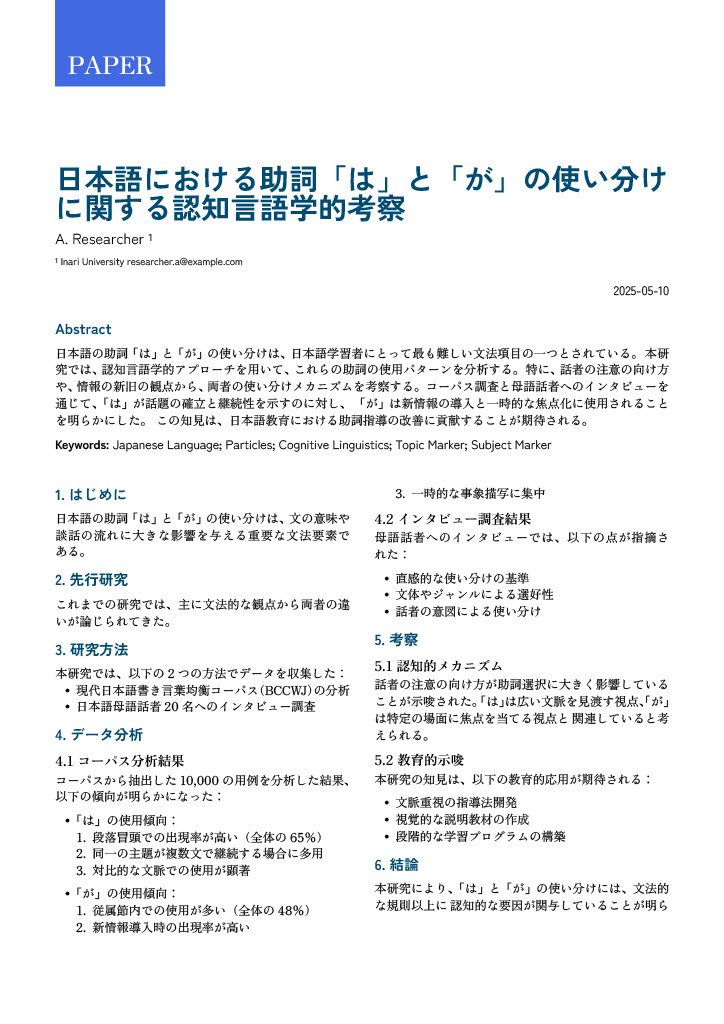 PAPER
日本語における助詞「は」と「が」の使い分け
に関する認知言語学的考察
A. Researcher ¹
¹ Inari University researcher.a@example.com
2025-05-10
Abstract
日本語の助詞「は」と「が」の使い分けは、日本語学習者にとって最も難しい文法項目の一つとされている。本研
究では、認知言語学的アプローチを用いて、これらの助詞の使用パターンを分析する。特に、話者の注意の向け方
や、情報の新旧の観点から、両者の使い分けメカニズムを考察する。コーパス調査と母語話者へのインタビューを
通じて、「は」が話題の確立と継続性を示すのに対し、「が」は新情報の導入と一時的な焦点化に使用されること
を明らかにした。この知見は、日本語教育における助詞指導の改善に貢献することが期待される。
Keywords: Japanese Language; Particles; Cognitive Linguistics; Topic Marker; Subject Marker
1. はじめに
日本語の助詞「は」と「が」の使い分けは、文の意味や
談話の流れに大きな影響を与える重要な文法要素で
ある。
2. 先行研究
これまでの研究では、主に文法的な観点から両者の違
いが論じられてきた。
3. 研究方法
本研究では、以下の 2 つの方法でデータを収集した：
• 現代日本語書き言葉均衡コーパス（BCCWJ）の分析
• 日本語母語話者 20 名へのインタビュー調査
4. データ分析
4.1 コーパス分析結果
コーパスから抽出した 10,000 の用例を分析した結果、
以下の傾向が明らかになった：
•「は」の使用傾向：
1. 段落冒頭での出現率が高い（全体の 65%）
2. 同一の主題が複数文で継続する場合に多用
3. 対比的な文脈での使用が顕著
•「が」の使用傾向：
1. 従属節内での使用が多い（全体の 48%）
2. 新情報導入時の出現率が高い
3. 一時的な事象描写に集中
4.2 インタビュー調査結果
母語話者へのインタビューでは、以下の点が指摘さ
れた：
• 直感的な使い分けの基準
• 文体やジャンルによる選好性
• 話者の意図による使い分け
5. 考察
5.1 認知的メカニズム
話者の注意の向け方が助詞選択に大きく影響している
ことが示唆された。「は」は広い文脈を見渡す視点、「が」
は特定の場面に焦点を当てる視点と 関連していると考
えられる。
5.2 教育的示唆
本研究の知見は、以下の教育的応用が期待される：
• 文脈重視の指導法開発
• 視覚的な説明教材の作成
• 段階的な学習プログラムの構築
6. 結論
本研究により、「は」と「が」の使い分けには、文法的
な規則以上に 認知的な要因が関与していることが明ら